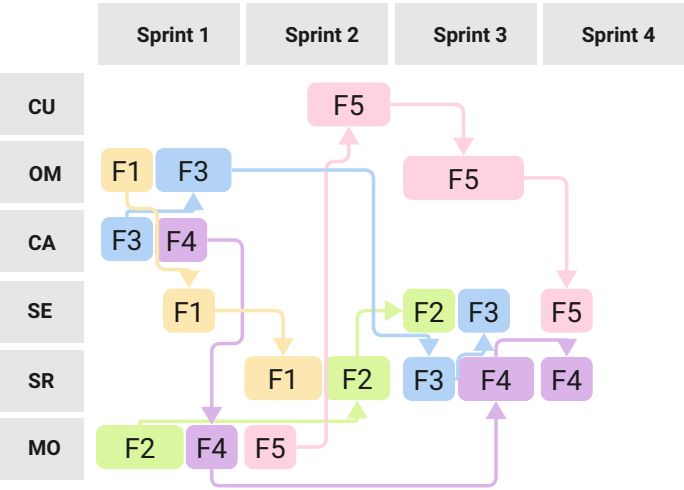 Sprint 1 Sprint 2 Sprint 3 Sprint 4
CU F5
OM F1 F3 F5
CA F3 F4
SE F1 F2 F3 F5
SR F1 F2 F3 F4 F4
MO F2 F4 F5